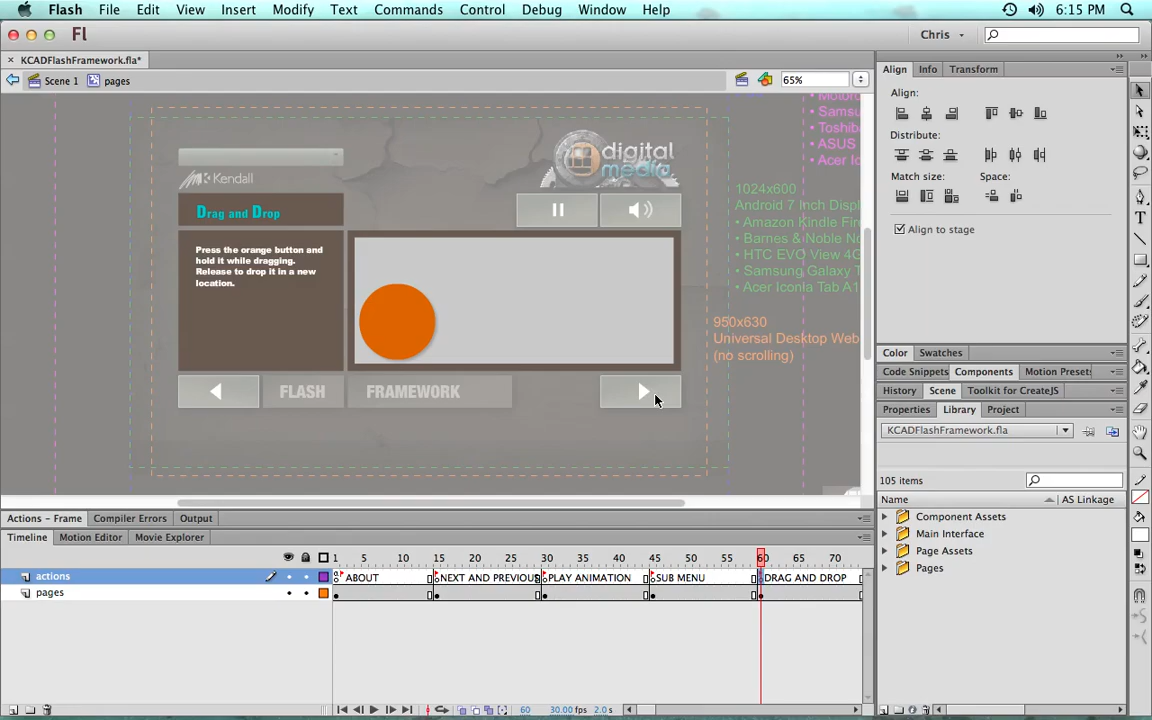 Flash File Edit View Insert Modify Text Commands Control Debug Window Help 6:15 PM
Fl Chris
KCADFlashFramework.fla*
Scene 1 pages 65%
Samsu
Toshiba
ASUS
digital
media
Kendall
Drag and Drop
Press the orange button and
hold it while dragging.
Release to drop it in a new
location.
FLASH FRAMEWORK
1024x600
Android 7 Inch Displ
• Amazon Kindle Fir
• Barnes & Noble No
• HTC EVO View 4G
• Samsung Galaxy T
• Acer Iconia Tab A1
950x630
Universal Desktop Web
(no scrolling)
Align Info Transform
Align:
Distribute:
Match size: Space:
Align to stage
Color Swatches
Code Snippets Components Motion Presets
History Scene Toolkit for CreateJS
Properties Library Project
KCADFlashFramework.fla
105 items
Name AS Linkage
Component Assets
Main Interface
Page Assets
Pages
Actions - Frame Compiler Errors Output
Timeline Motion Editor Movie Explorer
1 5 10 15 20 25 30 35 40 45 50 55 60 65 70
actions ABOUT NEXT AND PREVIOUS PLAY ANIMATION SUB MENU DRAG AND DROP
pages
60 30.00 fps 2.0 s